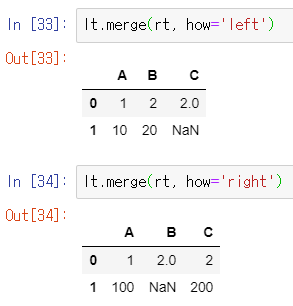 In [33]: lt.merge(rt, how='left')
Out[33]:
A B C
0 1 2 2.0
1 10 20 NaN
In [34]: lt.merge(rt, how='right')
Out[34]:
A B C
0 1 2.0 2
1 100 NaN 200